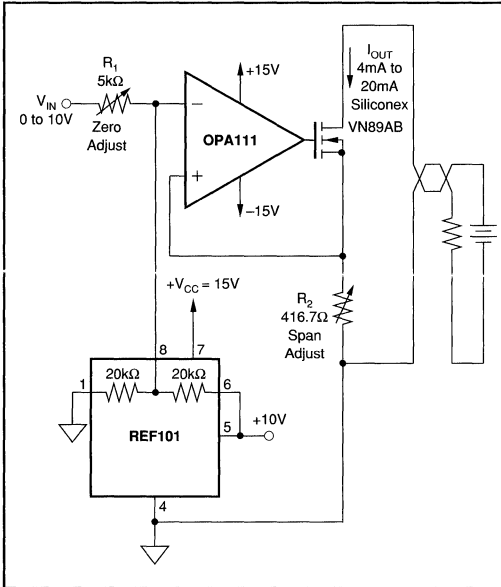 R1
5kΩ
VIN
0 to 10V
Zero
Adjust
+15V
−
OPA111
+
–15V
IOUT
4mA to
20mA
Siliconex
VN89AB
+VCC = 15V
R2
416.7Ω
Span
Adjust
8
7
1
20kΩ
20kΩ
6
5
+10V
REF101
4